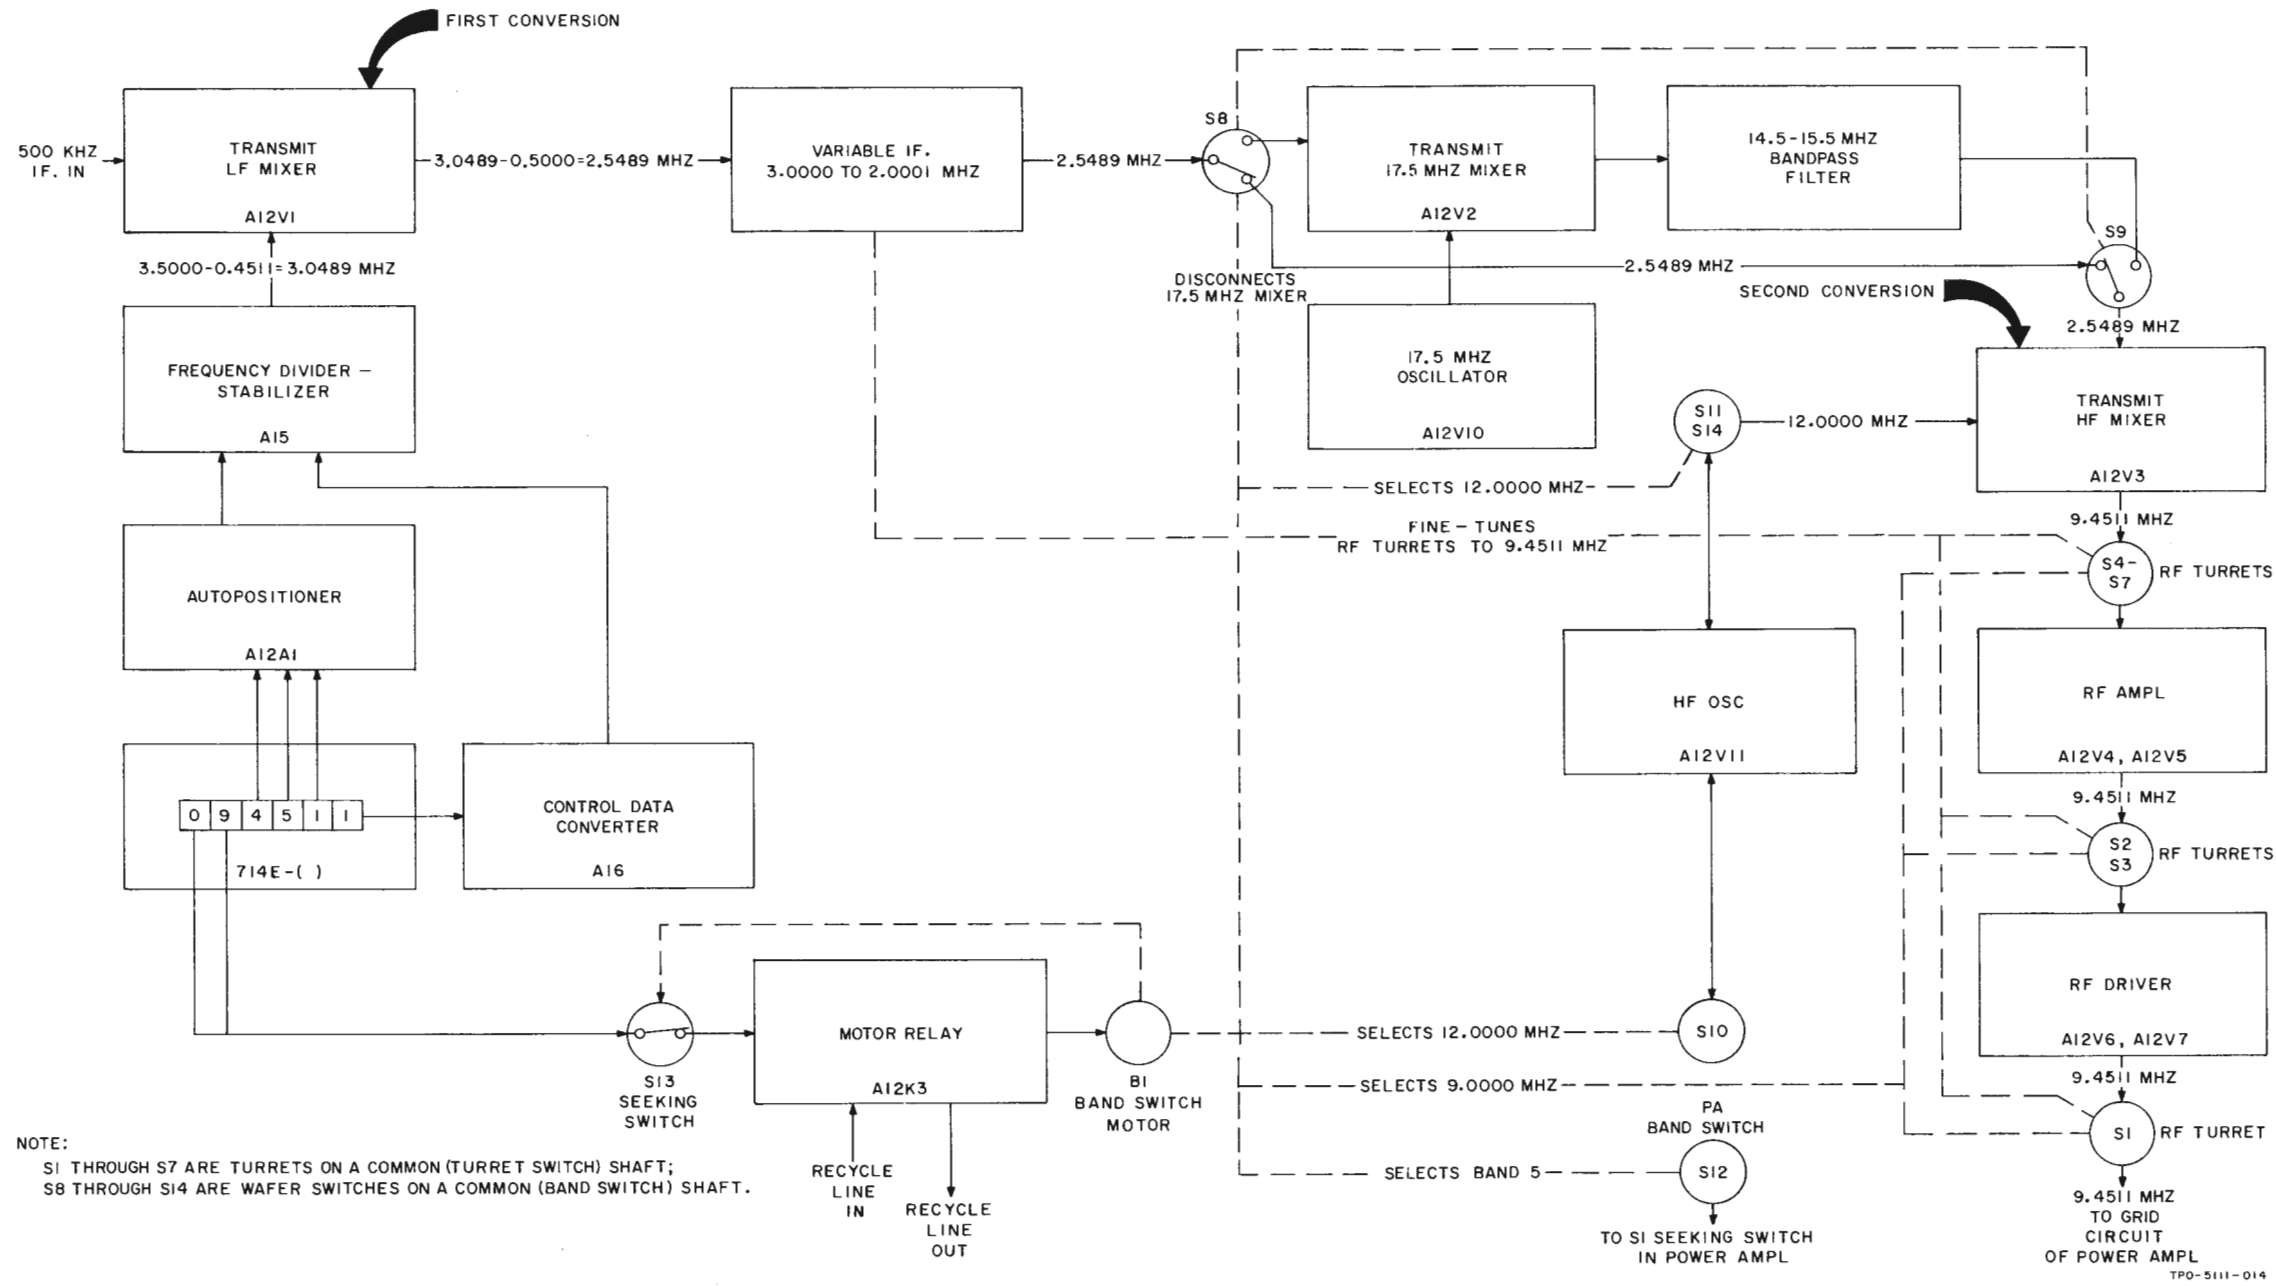 FIRST CONVERSION
500 KHZ
IF. IN
TRANSMIT
LF MIXER
A12V1
3.0489-0.5000=2.5489 MHZ
VARIABLE IF.
3.0000 TO 2.0001 MHZ
2.5489 MHZ
S8
TRANSMIT
17.5 MHZ MIXER
A12V2
14.5-15.5 MHZ
BANDPASS
FILTER
S9
3.5000-0.4511=3.0489 MHZ
DISCONNECTS
17.5 MHZ MIXER
2.5489 MHZ
SECOND CONVERSION
2.5489 MHZ
FREQUENCY DIVIDER –
STABILIZER
A15
17.5 MHZ
OSCILLATOR
A12V10
S11
S14
12.0000 MHZ
TRANSMIT
HF MIXER
A12V3
SELECTS 12.0000 MHZ
FINE – TUNES
RF TURRETS TO 9.4511 MHZ
9.4511 MHZ
S4-
S7
RF TURRETS
AUTOPOSITIONER
A12A1
HF OSC
A12V11
RF AMPL
A12V4, A12V5
9.4511 MHZ
0 9 4 5 1 1
714E-( )
CONTROL DATA
CONVERTER
A16
S2
S3
RF TURRETS
RF DRIVER
A12V6, A12V7
9.4511 MHZ
S13
SEEKING
SWITCH
MOTOR RELAY
A12K3
B1
BAND SWITCH
MOTOR
SELECTS 12.0000 MHZ
S10
SELECTS 9.0000 MHZ
PA
BAND SWITCH
S12
SELECTS BAND 5
S1
RF TURRET
NOTE:
S1 THROUGH S7 ARE TURRETS ON A COMMON (TURRET SWITCH) SHAFT;
S8 THROUGH S14 ARE WAFER SWITCHES ON A COMMON (BAND SWITCH) SHAFT.
RECYCLE
LINE
IN
RECYCLE
LINE
OUT
TO S1 SEEKING SWITCH
IN POWER AMPL
9.4511 MHZ
TO GRID
CIRCUIT
OF POWER AMPL
TPO-5111-014